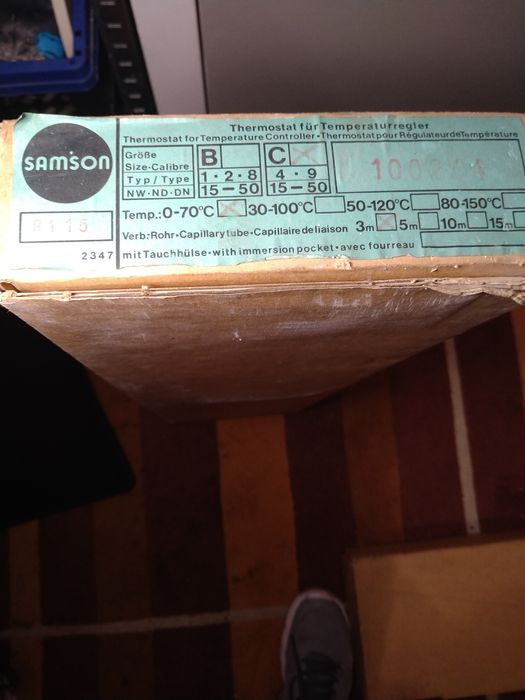 Thermostat für Temperaturregler
Thermostat for Temperature Controller·Thermostat pour Régulateur de Température
SAMSON
Größe
Size-Calibre
B
C
Typ/Type
1·2·8
4·9
NW·ND·DN
15-50
15-50
Temp.: 0-70°C 30-100°C 50-120°C 80-150°C
Verb.:Rohr·Capillary tube·Capillaire de liaison 3m 5m 10m 15m
2347
mit Tauchhülse·with immersion pocket·avec fourreau